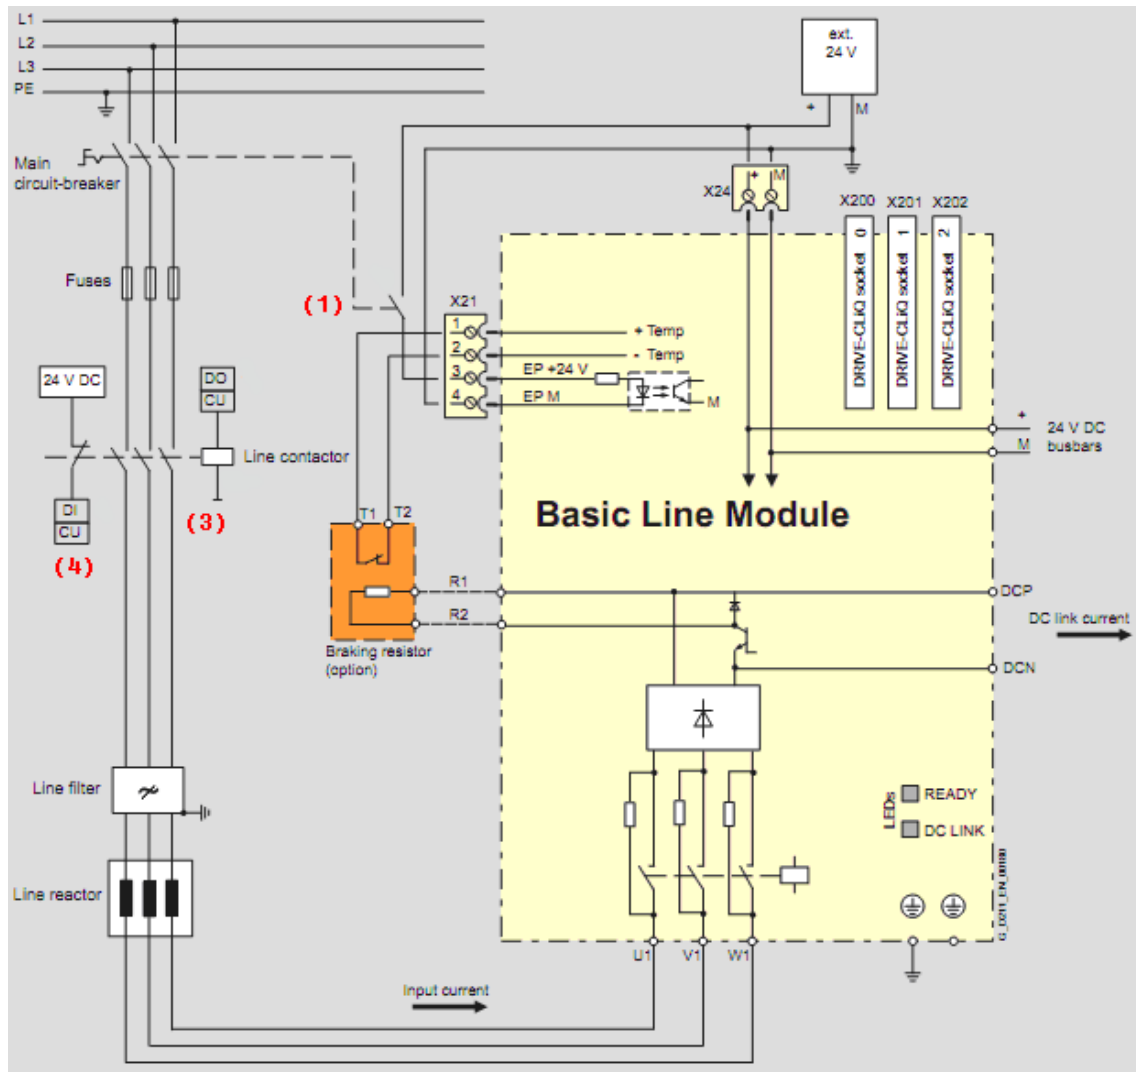 L1
L2
L3
PE
ext.
24 V
+ M
Main
circuit-breaker
X24
+ M
X200 X201 X202
DRIVE-CLiQ socket 0
DRIVE-CLiQ socket 1
DRIVE-CLiQ socket 2
Fuses
(1)
X21
1
2
3
4
+ Temp
- Temp
EP +24 V
EP M
M
24 V DC
DO
CU
Line contactor
DI
CU
(3)
(4)
+
M
24 V DC
busbars
Basic Line Module
T1 T2
R1
R2
Braking resistor
(option)
DCP
DC link current
DCN
Line filter
Line reactor
LEDs
READY
DC LINK
U1 V1 W1
Input current